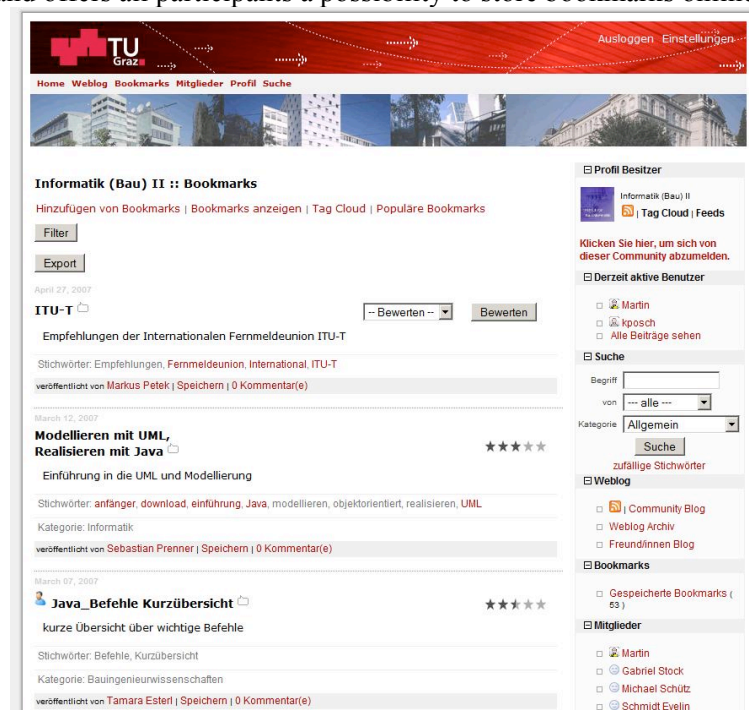 and offers all participants a possibility to store bookmarks online
TU
Graz
Ausloggen Einstellungen
Home Weblog Bookmarks Mitglieder Profil Suche
Informatik (Bau) II :: Bookmarks
Hinzufügen von Bookmarks | Bookmarks anzeigen | Tag Cloud | Populäre Bookmarks
Filter
Export
April 27, 2007
ITU-T
-- Bewerten -- Bewerten
Empfehlungen der Internationalen Fernmeldeunion ITU-T
Stichwörter: Empfehlungen, Fernmeldeunion, International, ITU-T
veröffentlicht von Markus Petek | Speichern | 0 Kommentar(e)
March 12, 2007
Modellieren mit UML,
Realisieren mit Java
Einführung in die UML und Modellierung
Stichwörter: anfänger, download, einführung, Java, modellieren, objektorientiert, realisieren, UML
Kategorie: Informatik
veröffentlicht von Sebastian Prenner | Speichern | 0 Kommentar(e)
March 07, 2007
Java_Befehle Kurzübersicht
kurze Übersicht über wichtige Befehle
Stichwörter: Befehle, Kurzübersicht
Kategorie: Bauingenieurwissenschaften
veröffentlicht von Tamara Esterl | Speichern | 0 Kommentar(e)
Profil Besitzer
Informatik (Bau) II
| Tag Cloud | Feeds
Klicken Sie hier, um sich von
dieser Community abzumelden.
Derzeit aktive Benutzer
Martin
kposch
Alle Beiträge sehen
Suche
Begriff
von --- alle ---
Kategorie Allgemein
Suche
zufällige Stichwörter
Weblog
| Community Blog
Weblog Archiv
Freund/innen Blog
Bookmarks
Gespeicherte Bookmarks (
53 )
Mitglieder
Martin
Gabriel Stock
Michael Schütz
Schmidt Evelin